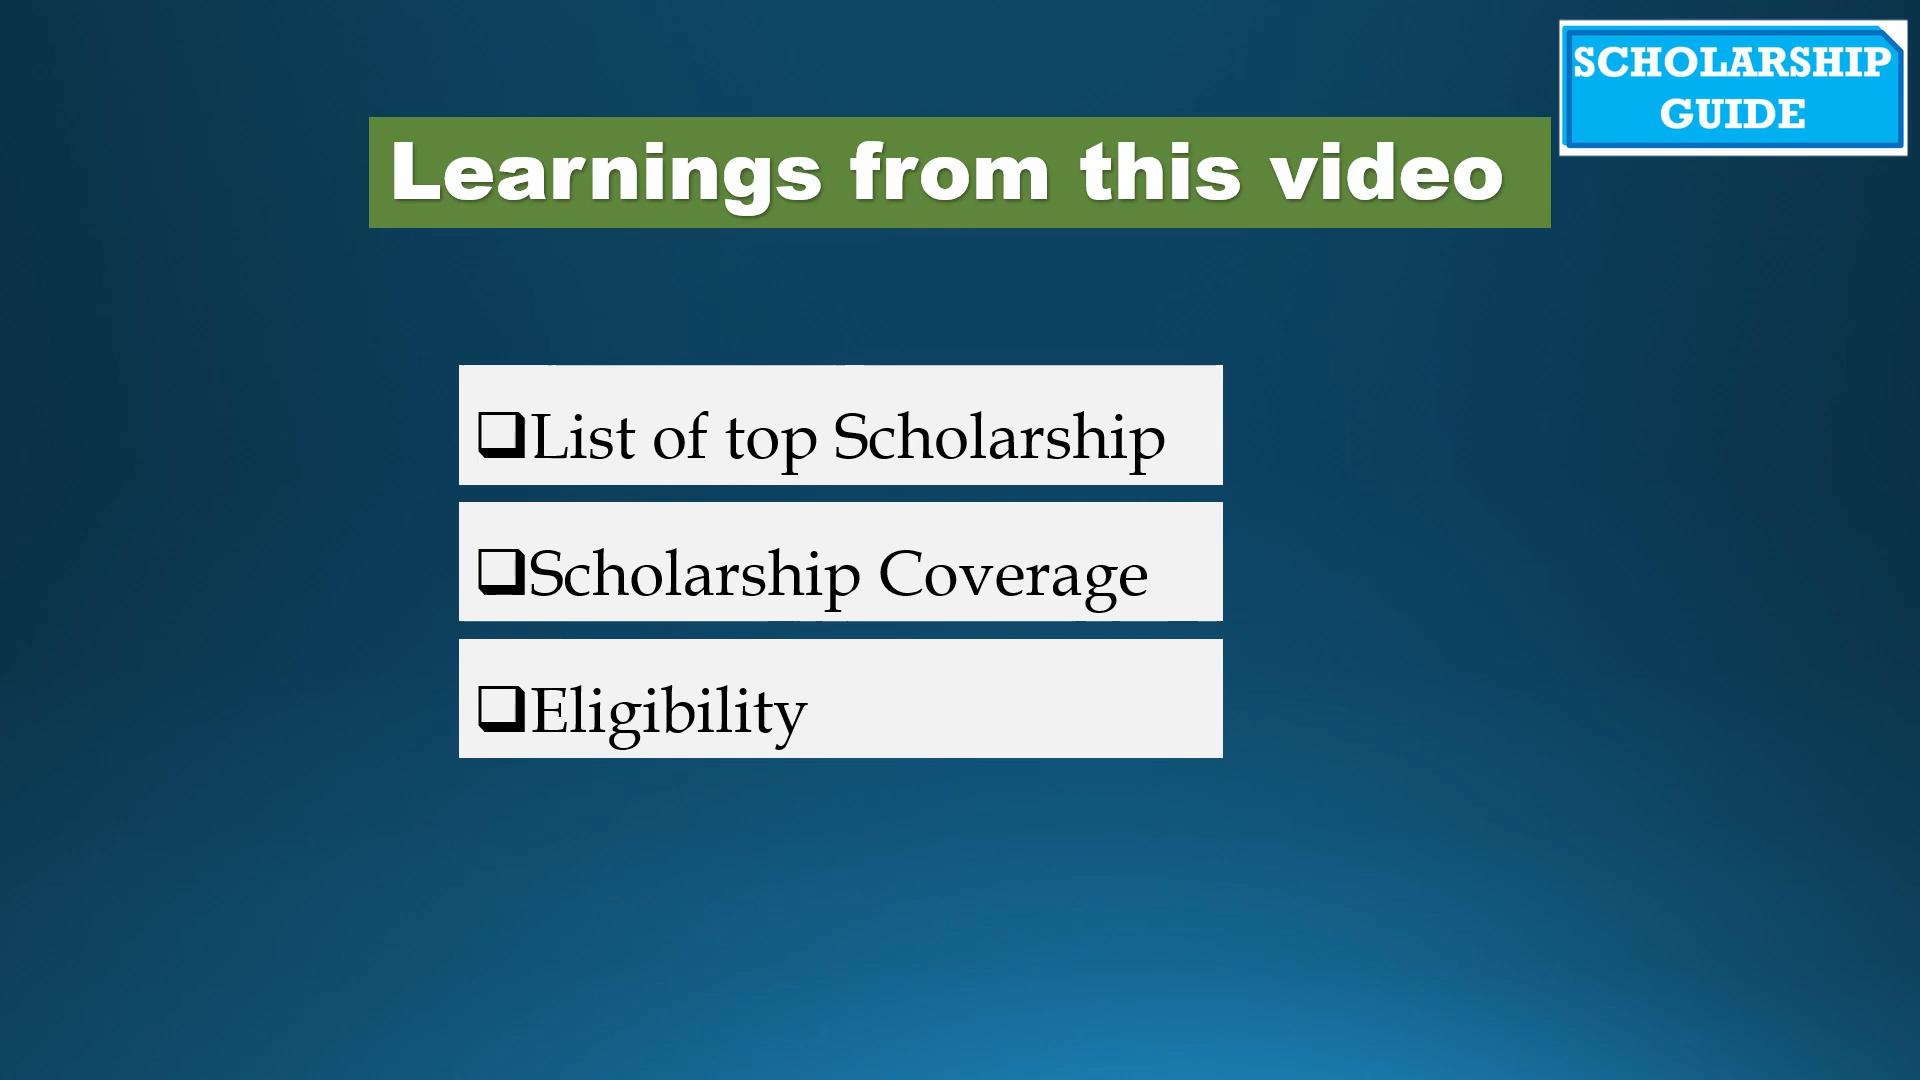 SCHOLARSHIP
GUIDE
Learnings from this video
❑List of top Scholarship
❑Scholarship Coverage
❑Eligibility